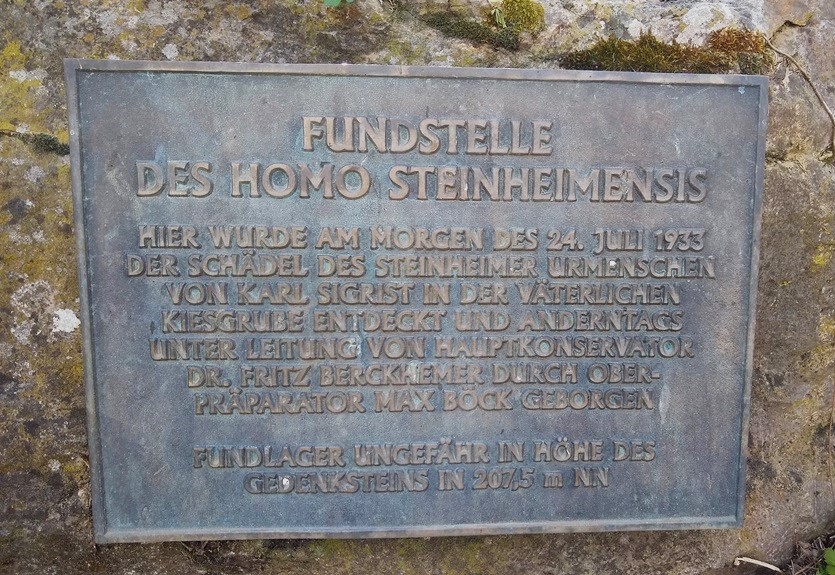 FUNDSTELLE
DES HOMO STEINHEIMENSIS
HIER WURDE AM MORGEN DES 24. JULI 1933
DER SCHÄDEL DES STEINHEIMER URMENSCHEN
VON KARL SIGRIST IN DER VÄTERLICHEN
KIESGRUBE ENTDECKT UND ANDERNTAGS
UNTER LEITUNG VON HAUPTKONSERVATOR
DR. FRITZ BERCKHEMER DURCH OBER-
PRÄPARATOR MAX BÖCK GEBORGEN
FUNDLAGER UNGEFÄHR IN HÖHE DES
GEDENKSTEINS IN 207,5 m NN